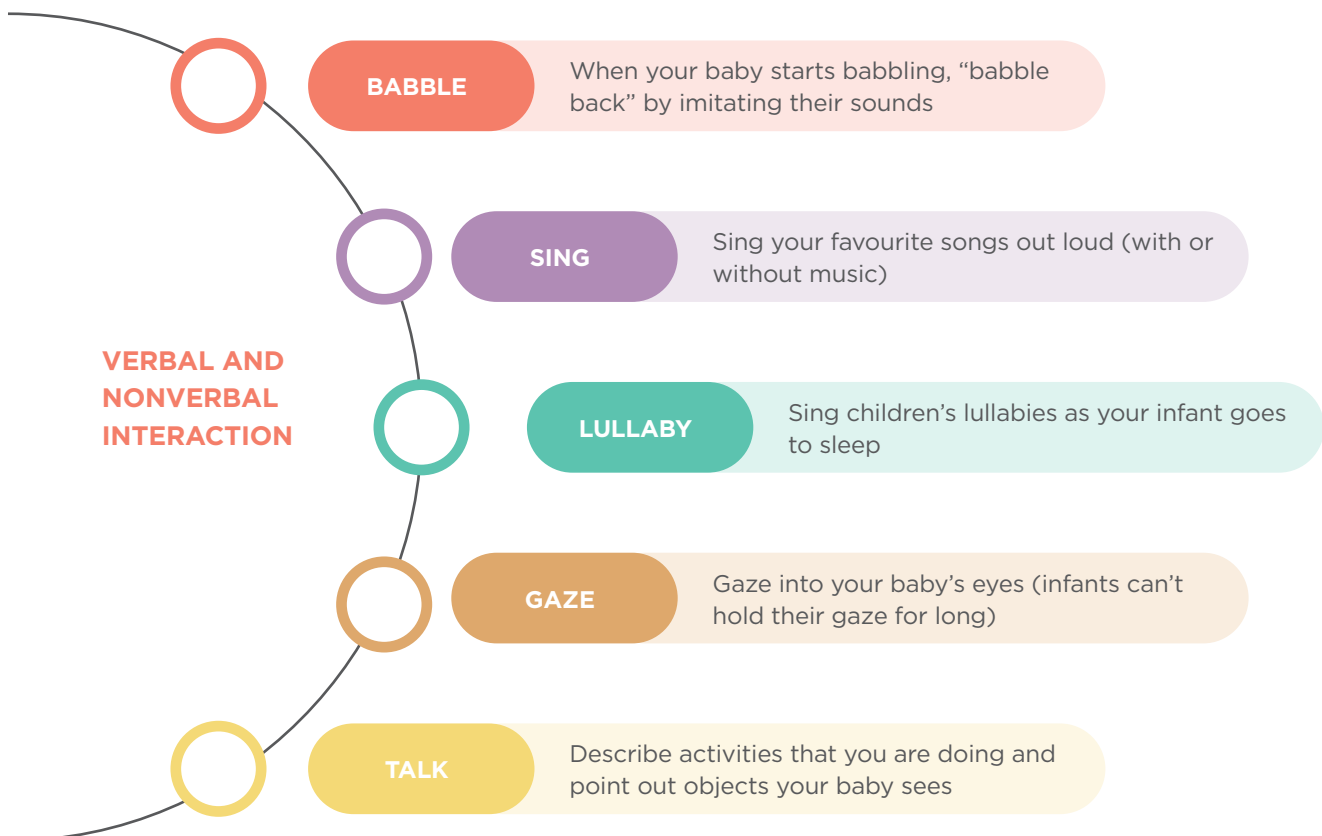 BABBLE
When your baby starts babbling, “babble
back” by imitating their sounds
SING
Sing your favourite songs out loud (with or
without music)
VERBAL AND
NONVERBAL
INTERACTION
LULLABY
Sing children’s lullabies as your infant goes
to sleep
GAZE
Gaze into your baby’s eyes (infants can’t
hold their gaze for long)
TALK
Describe activities that you are doing and
point out objects your baby sees